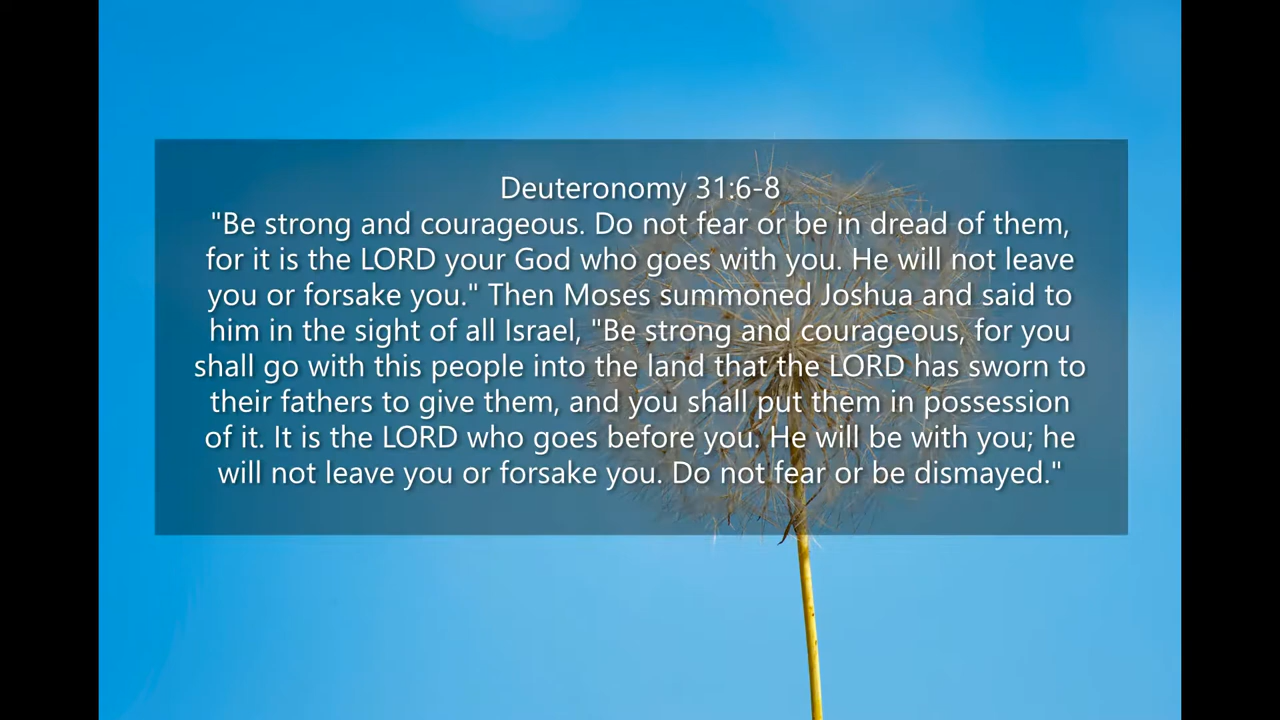 Deuteronomy 31:6-8
"Be strong and courageous. Do not fear or be in dread of them,
for it is the LORD your God who goes with you. He will not leave
you or forsake you." Then Moses summoned Joshua and said to
him in the sight of all Israel, "Be strong and courageous, for you
shall go with this people into the land that the LORD has sworn to
their fathers to give them, and you shall put them in possession
of it. It is the LORD who goes before you. He will be with you; he
will not leave you or forsake you. Do not fear or be dismayed."